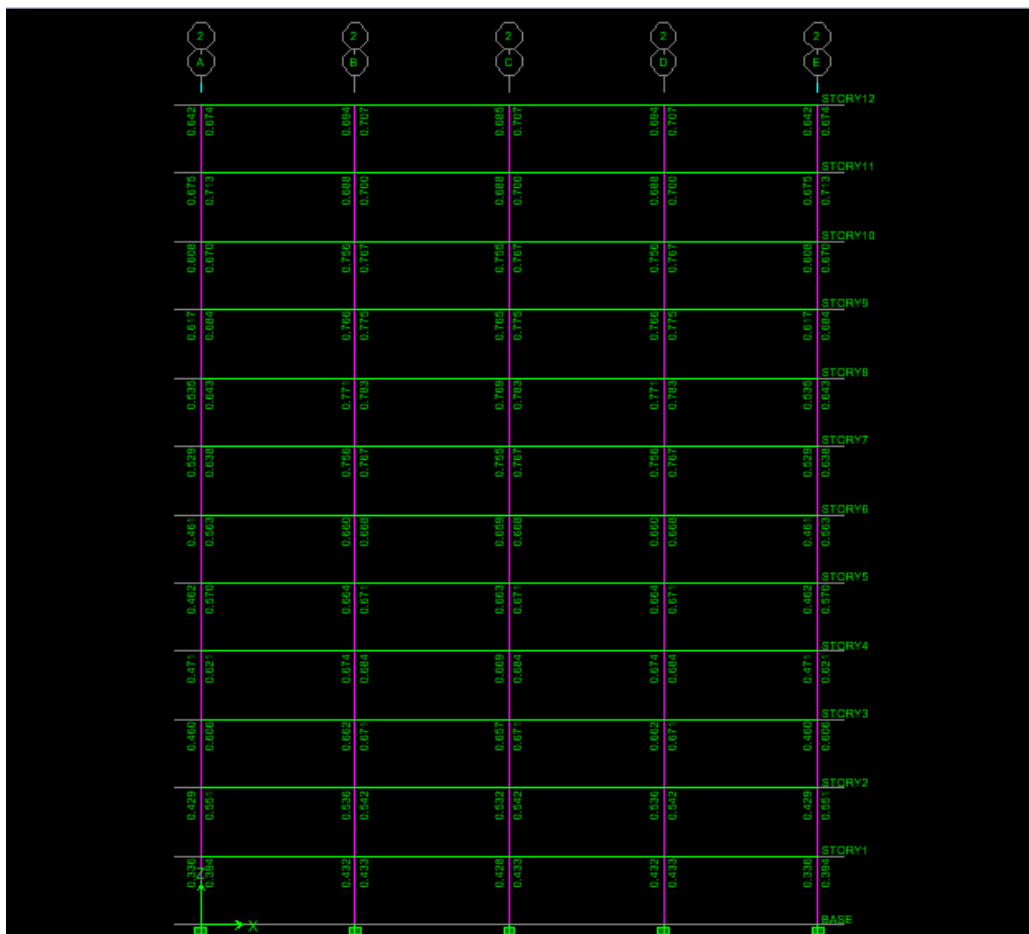 2 2 2 2 2
A B C D E
STORY12
0.642 0.674 0.694 0.707 0.685 0.707 0.694 0.707 0.642 0.674
STORY11
0.675 0.713 0.688 0.700 0.688 0.700 0.688 0.700 0.675 0.713
STORY10
0.608 0.670 0.756 0.767 0.755 0.767 0.756 0.767 0.608 0.670
STORY9
0.617 0.684 0.766 0.775 0.765 0.775 0.766 0.775 0.617 0.684
STORY8
0.535 0.643 0.771 0.783 0.769 0.783 0.771 0.783 0.535 0.643
STORY7
0.529 0.638 0.756 0.767 0.755 0.767 0.756 0.767 0.529 0.638
STORY6
0.461 0.563 0.660 0.668 0.659 0.668 0.660 0.668 0.461 0.563
STORY5
0.462 0.570 0.664 0.671 0.663 0.671 0.664 0.671 0.462 0.570
STORY4
0.471 0.621 0.674 0.684 0.669 0.684 0.674 0.684 0.471 0.621
STORY3
0.460 0.606 0.662 0.671 0.657 0.671 0.662 0.671 0.460 0.606
STORY2
0.429 0.551 0.536 0.542 0.532 0.542 0.536 0.542 0.429 0.551
STORY1
0.336 0.394 0.432 0.433 0.428 0.433 0.432 0.433 0.336 0.394
Z
X
BASE